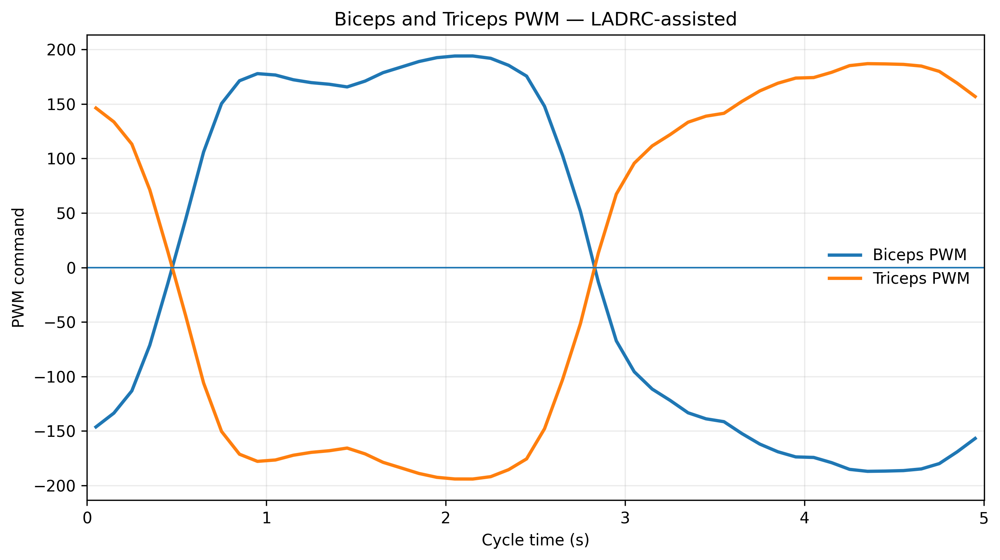 Biceps and Triceps PWM — LADRC-assisted
PWM command
200
150
100
50
0
−50
−100
−150
−200
Biceps PWM
Triceps PWM
0 1 2 3 4 5
Cycle time (s)